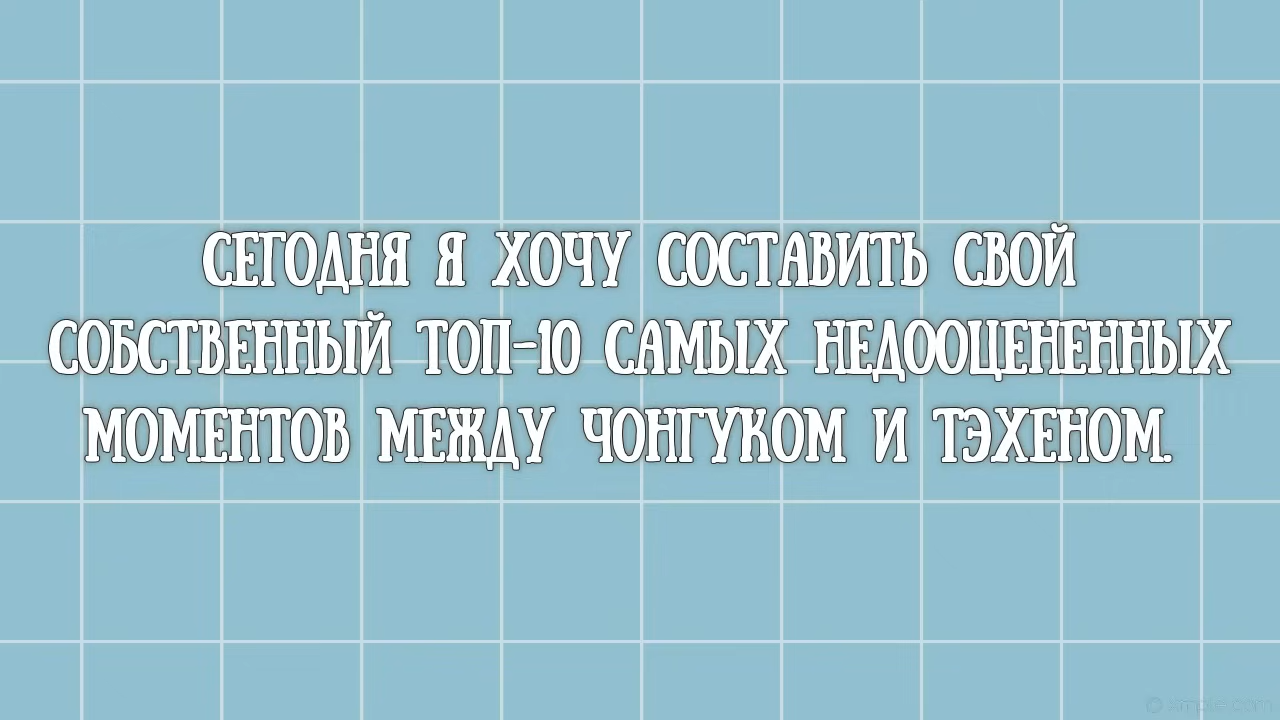 СЕГОДНЯ Я ХОЧУ СОСТАВИТЬ СВОЙ
СОБСТВЕННЫЙ ТОП-10 САМЫХ НЕДООЦЕНЕННЫХ
МОМЕНТОВ МЕЖДУ ЧОНГУКОМ И ТЭХЕНОМ.